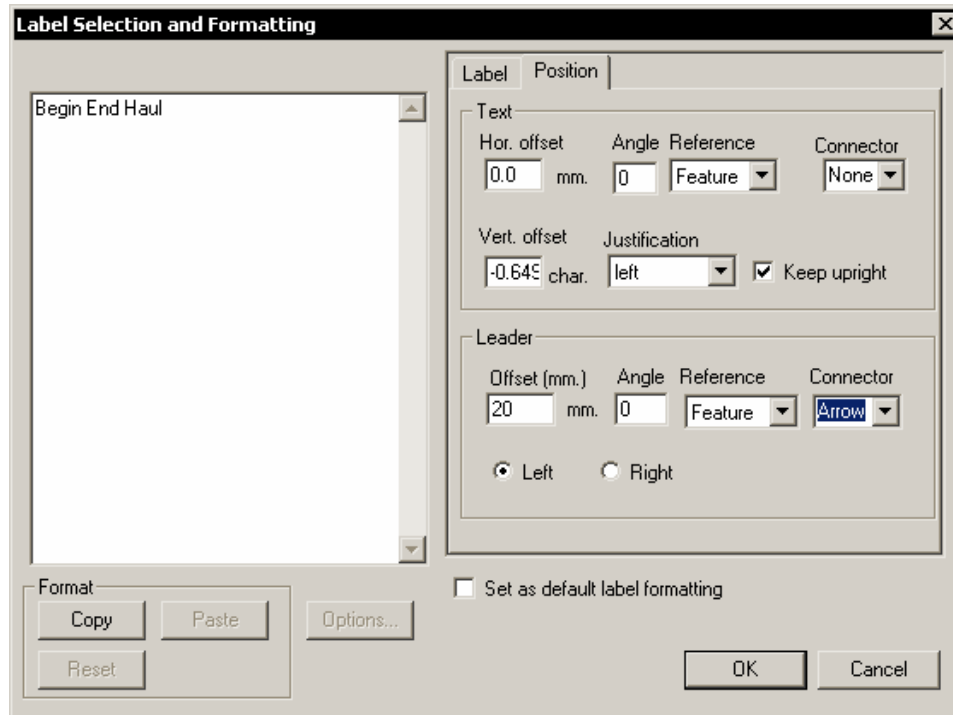 Label Selection and Formatting
Begin End Haul
Label Position
Text
Hor. offset Angle Reference Connector
0.0 mm. 0 Feature None
Vert. offset Justification
-0.649 char. left Keep upright
Leader
Offset (mm.) Angle Reference Connector
20 mm. 0 Feature Arrow
Left Right
Format
Copy Paste Options...
Reset
Set as default label formatting
OK Cancel